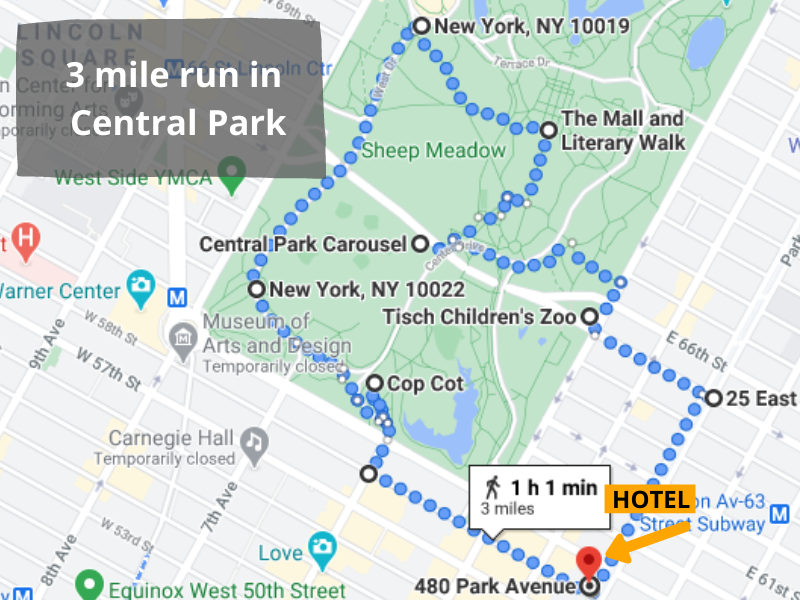 W 69th St
LINCOLN
SQUARE
3 mile run in
Central Park
66 St Lincoln Ctr
n Center for
orming Arts
porarily clo
New York, NY 10019
Terrace Dr
West Dr
The Mall and
Literary Walk
Sheep Meadow
West Side YMCA
Central Park Carousel
Center Drive
New York, NY 10022
Warner Center
Tisch Children's Zoo
Museum of
Arts and Design
Temporarily closed
W 58th St
9th Ave
W 57th St
E 66th St
Park
Cop Cot
25 East
Carnegie Hall
Temporarily closed
1 h 1 min
3 miles
HOTEL
on Av-63
Street Subway
7th Ave
W 53rd St
8th Ave
Love
480 Park Avenue
E 61st S
Equinox West 50th Street